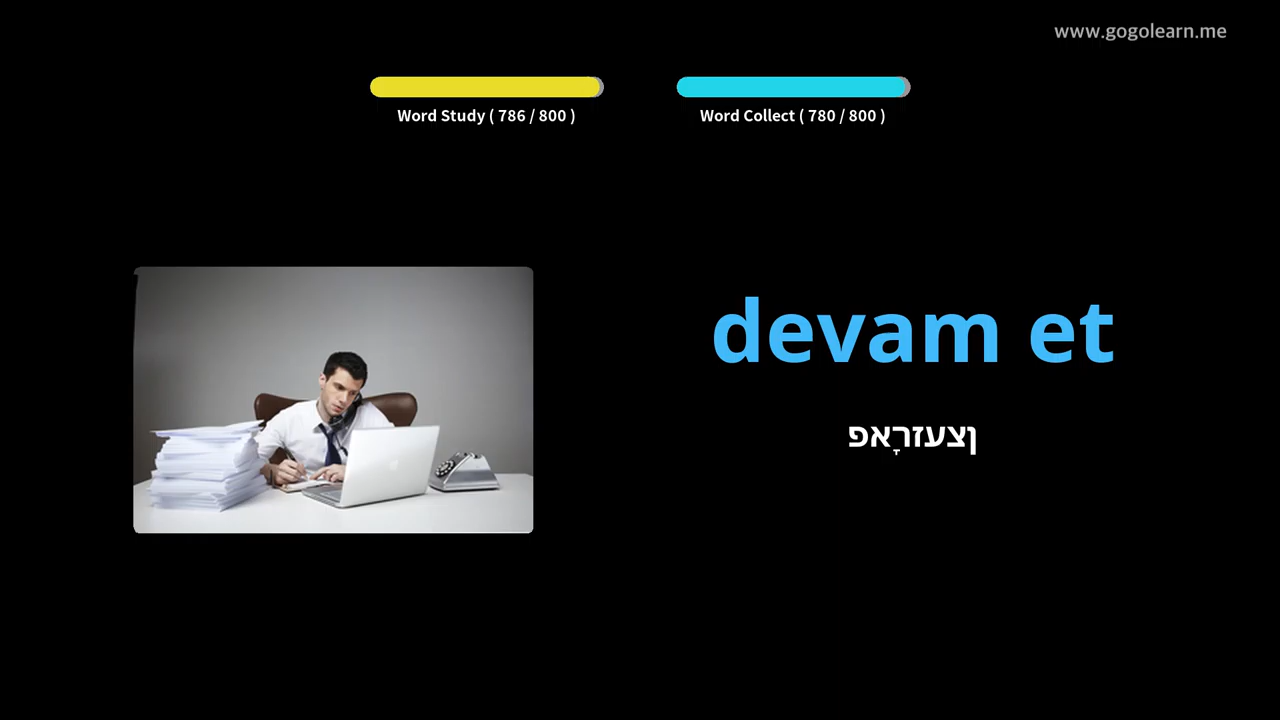 www.gogolearn.me
Word Study ( 786 / 800 )
Word Collect ( 780 / 800 )
devam et
פאָרזעצן